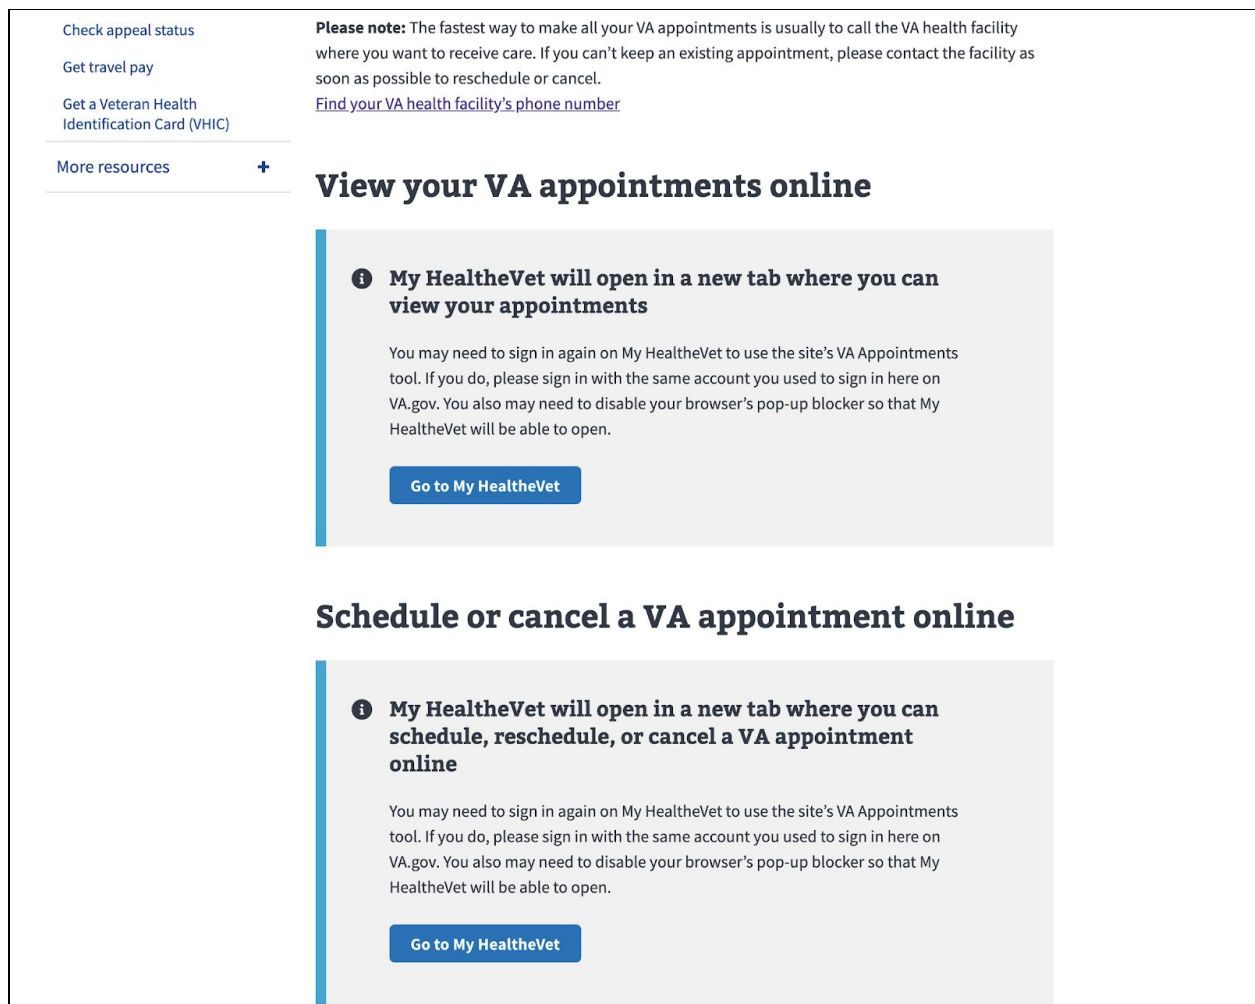 Check appeal status
Get travel pay
Get a Veteran Health
Identification Card (VHIC)
More resources
Please note: The fastest way to make all your VA appointments is usually to call the VA health facility
where you want to receive care. If you can’t keep an existing appointment, please contact the facility as
soon as possible to reschedule or cancel.
Find your VA health facility’s phone number
View your VA appointments online
My HealtheVet will open in a new tab where you can
view your appointments
You may need to sign in again on My HealtheVet to use the site’s VA Appointments
tool. If you do, please sign in with the same account you used to sign in here on
VA.gov. You also may need to disable your browser’s pop-up blocker so that My
HealtheVet will be able to open.
Go to My HealtheVet
Schedule or cancel a VA appointment online
My HealtheVet will open in a new tab where you can
schedule, reschedule, or cancel a VA appointment
online
You may need to sign in again on My HealtheVet to use the site’s VA Appointments
tool. If you do, please sign in with the same account you used to sign in here on
VA.gov. You also may need to disable your browser’s pop-up blocker so that My
HealtheVet will be able to open.
Go to My HealtheVet